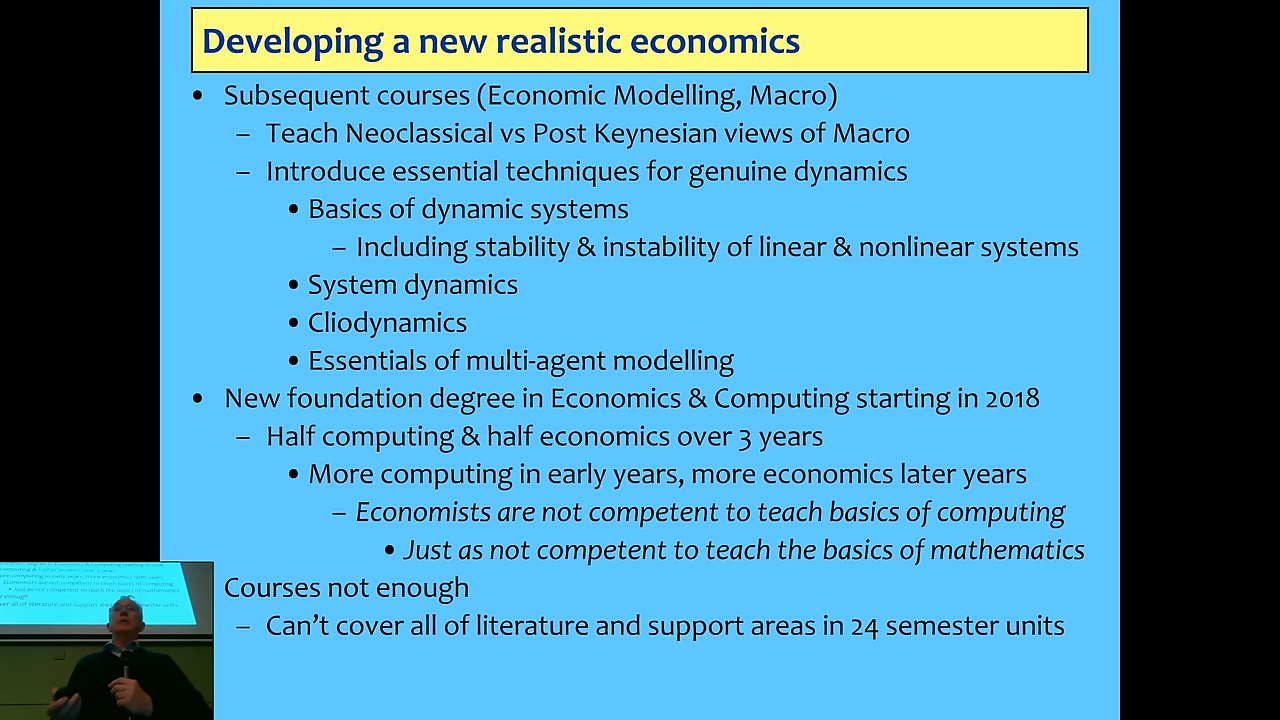 Developing a new realistic economics
• Subsequent courses (Economic Modelling, Macro)
– Teach Neoclassical vs Post Keynesian views of Macro
– Introduce essential techniques for genuine dynamics
• Basics of dynamic systems
– Including stability & instability of linear & nonlinear systems
• System dynamics
• Cliodynamics
• Essentials of multi-agent modelling
• New foundation degree in Economics & Computing starting in 2018
– Half computing & half economics over 3 years
• More computing in early years, more economics later years
– Economists are not competent to teach basics of computing
• Just as not competent to teach the basics of mathematics
Courses not enough
– Can't cover all of literature and support areas in 24 semester units